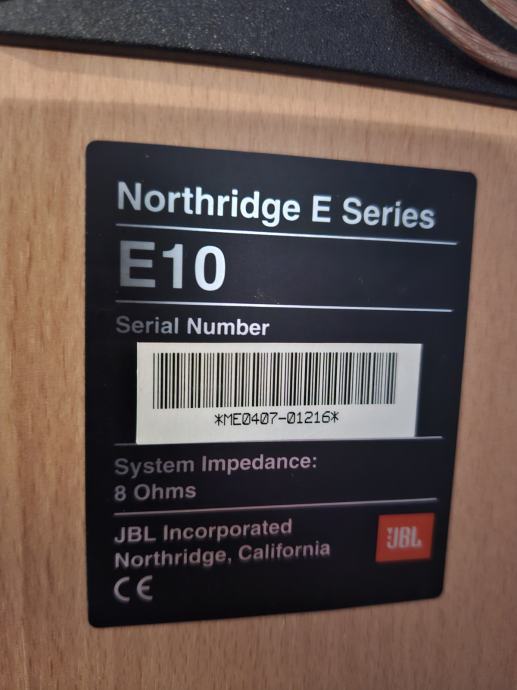 Northridge E Series
E10
Serial Number
*ME0407-01216*
System Impedance:
8 Ohms
JBL Incorporated
Northridge, California
JBL
CE